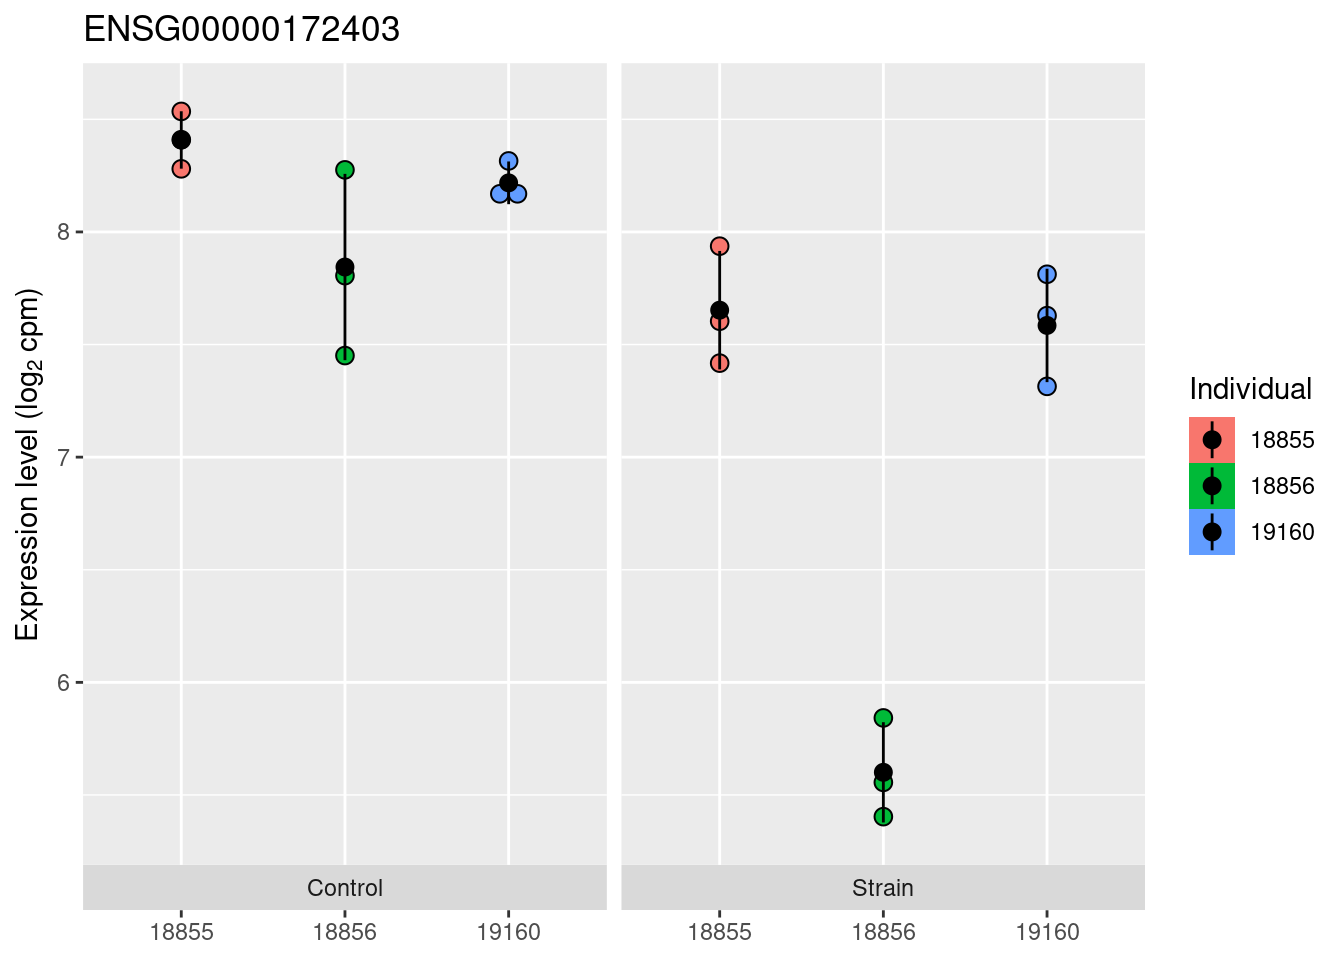 ENSG00000172403
Expression level (log₂ cpm)
8
7
6
Control
Strain
18855
18856
19160
18855
18856
19160
Individual
18855
18856
19160